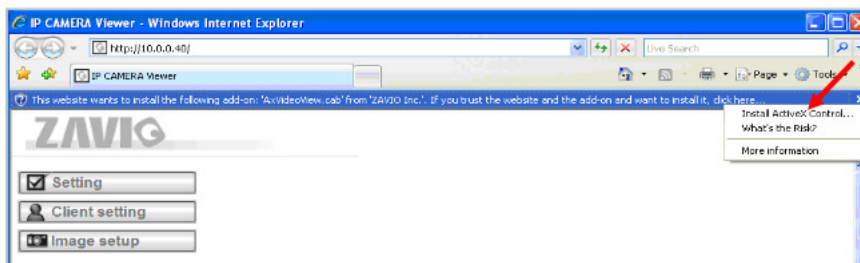 IP CAMERA Viewer - Windows Internet Explorer
http://10.0.0.40/
Live Search
IP CAMERA Viewer
Page
Tools
This website wants to install the following add-on: 'AxVideoView.cab' from 'ZAVIO Inc.'. If you trust the website and the add-on and want to install it, click here...
Install ActiveX Control...
What's the Risk?
More information
ZAVIO
Setting
Client setting
Image setup